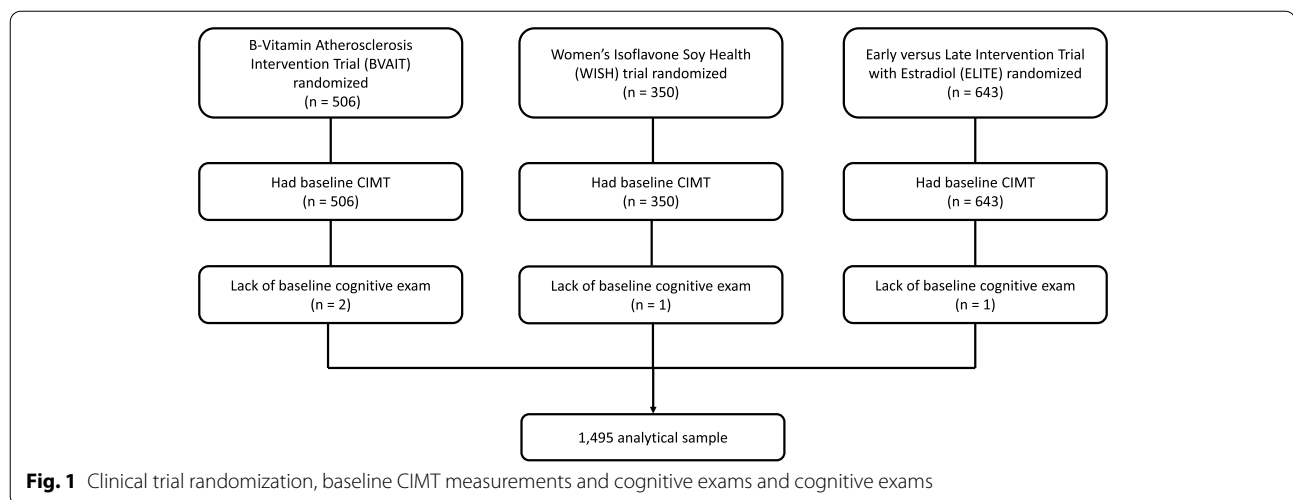 B-Vitamin Atherosclerosis
Intervention Trial (BVAIT)
randomized
(n = 506)
Women's Isoflavone Soy Health
(WISH) trial randomized
(n = 350)
Early versus Late Intervention Trial
with Estradiol (ELITE) randomized
(n = 643)
Had baseline CIMT
(n = 506)
Had baseline CIMT
(n = 350)
Had baseline CIMT
(n = 643)
Lack of baseline cognitive exam
(n = 2)
Lack of baseline cognitive exam
(n = 1)
Lack of baseline cognitive exam
(n = 1)
1,495 analytical sample
Fig. 1 Clinical trial randomization, baseline CIMT measurements and cognitive exams and cognitive exams